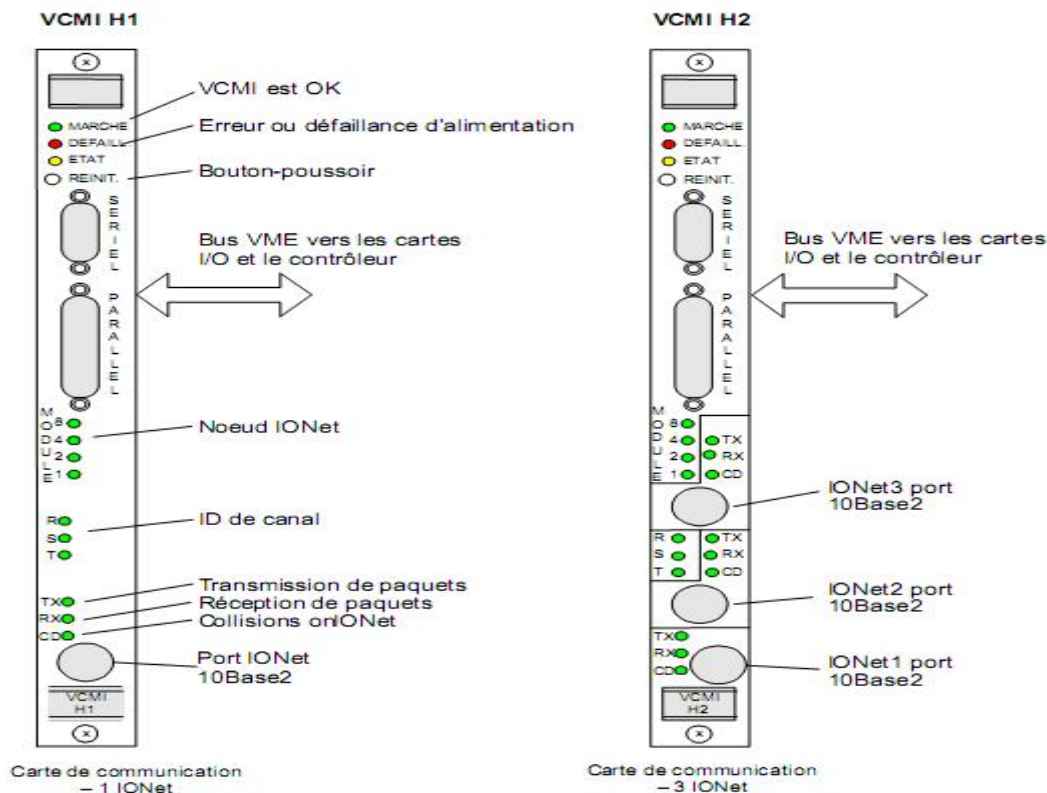 VCMI H1
VCMI est OK
MARCHE
Erreur ou défaillance d'alimentation
DEFAILL.
ETAT
Bouton-poussoir
REINIT.
SERIEL
Bus VME vers les cartes
I/O et le contrôleur
PARALLEL
MODULE
8
4
2
1
Noeud IONet
R
S
T
ID de canal
TX
Transmission de paquets
RX
Réception de paquets
CD
Collisions onIONet
Port IONet
10Base2
VCMI
H1
Carte de communication
– 1 IONet
VCMI H2
MARCHE
DEFAILL.
ETAT
REINIT.
SERIEL
Bus VME vers les cartes
I/O et le contrôleur
PARALLEL
MODULE
8
4
2
1
TX
RX
CD
IONet3 port
10Base2
R
S
T
TX
RX
CD
IONet2 port
10Base2
TX
RX
CD
IONet1 port
10Base2
VCMI
H2
Carte de communication
– 3 IONet